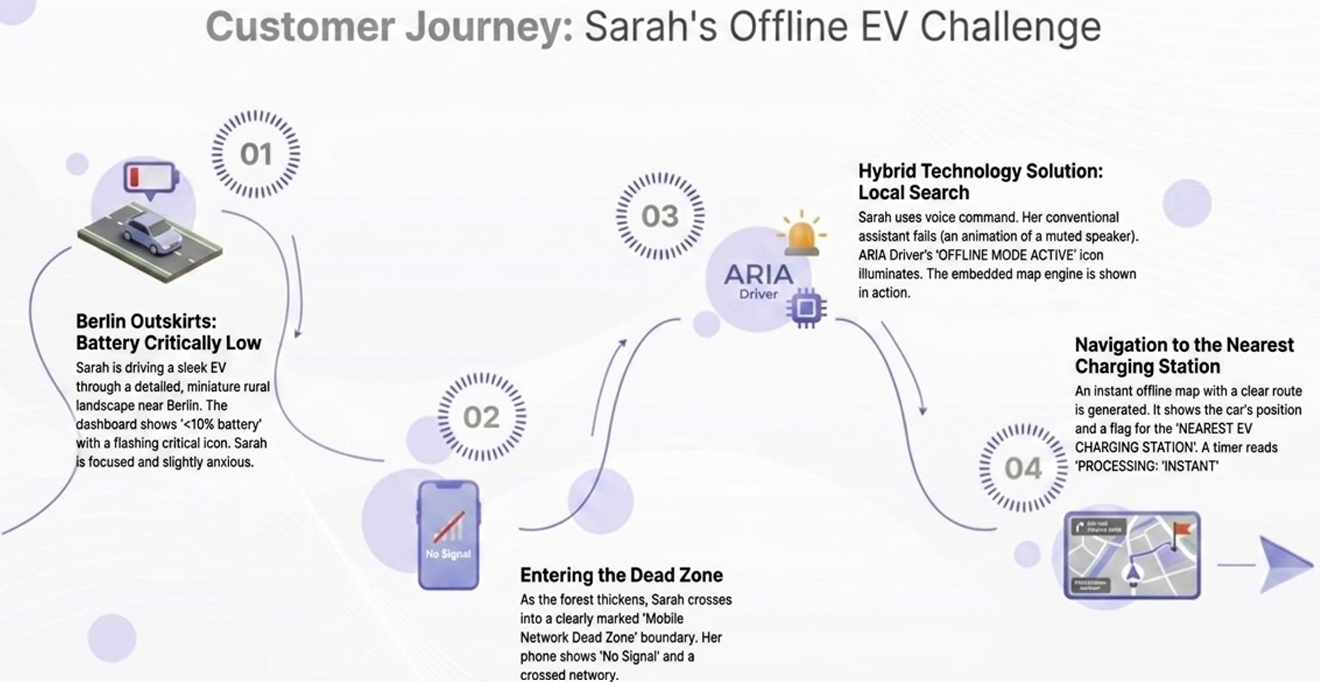 Customer Journey: Sarah's Offline EV Challenge
01
Berlin Outskirts:
Battery Critically Low
Sarah is driving a sleek EV
through a detailed, miniature rural
landscape near Berlin. The
dashboard shows '<10% battery'
with a flashing critical icon. Sarah
is focused and slightly anxious.
02
No Signal
Entering the Dead Zone
As the forest thickens, Sarah crosses
into a clearly marked 'Mobile
Network Dead Zone' boundary. Her
phone shows 'No Signal' and a
crossed networy.
03
ARIA
Driver
Hybrid Technology Solution:
Local Search
Sarah uses voice command. Her conventional
assistant fails (an animation of a muted speaker).
ARIA Driver's 'OFFLINE MODE ACTIVE' icon
illuminates. The embedded map engine is shown
in action.
04
Navigation to the Nearest
Charging Station
An instant offline map with a clear route
is generated. It shows the car's position
and a flag for the 'NEAREST EV
CHARGING STATION'. A timer reads
'PROCESSING: 'INSTANT'